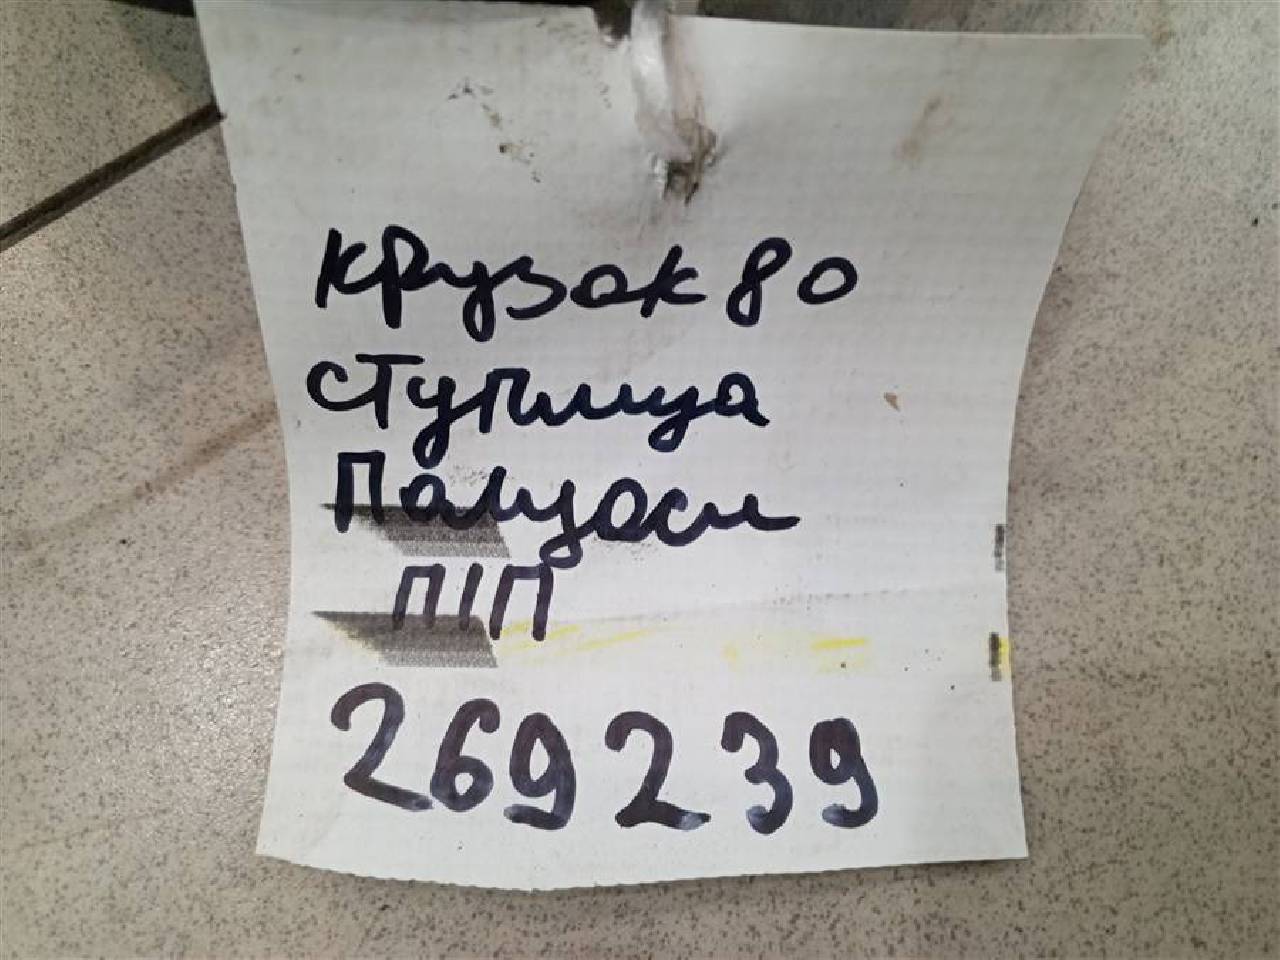 Крузак 80
ступица
Полуоси
П/П
269239